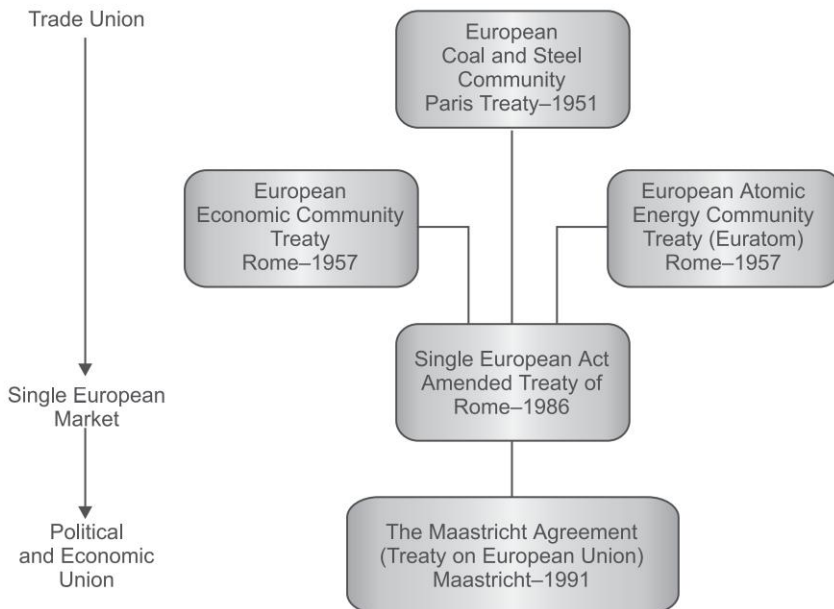 Trade Union
European
Coal and Steel
Community
Paris Treaty–1951
European
Economic Community
Treaty
Rome–1957
European Atomic
Energy Community
Treaty (Euratom)
Rome–1957
Single European
Market
Single European Act
Amended Treaty of
Rome–1986
Political
and Economic
Union
The Maastricht Agreement
(Treaty on European Union)
Maastricht–1991